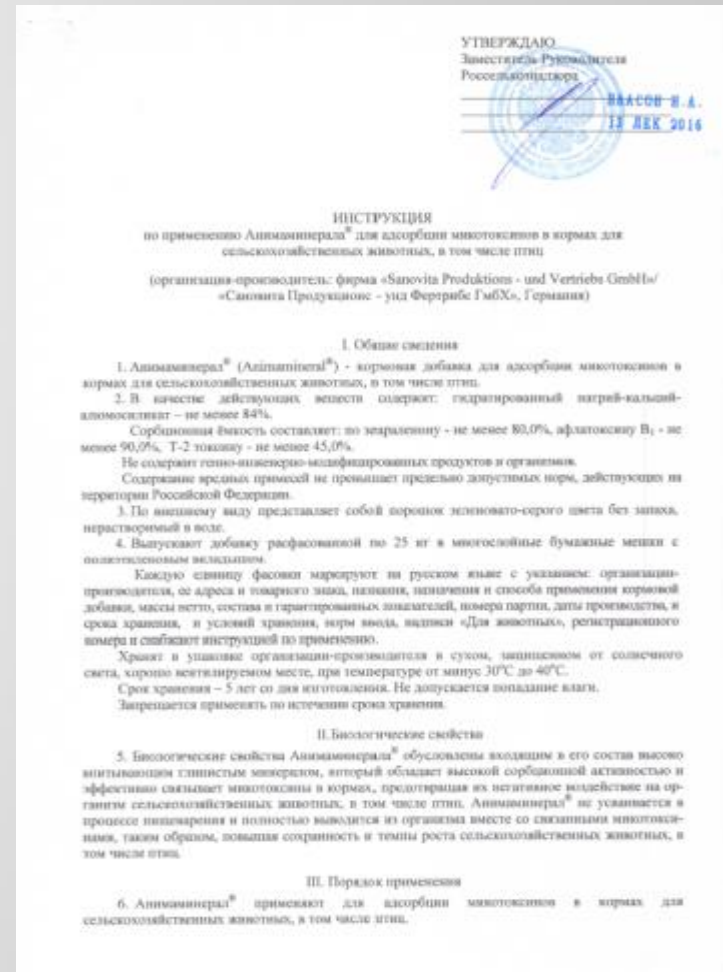 УТВЕРЖДАЮ
Заместитель Руководителя
Россельхознадзора
ВЛАСОВ Н.А.
13 ДЕК 2016
ИНСТРУКЦИЯ
по применению Анимаминерала® для адсорбции микотоксинов в кормах для
сельскохозяйственных животных, в том числе птиц
(организация-производитель: фирма «Sanovita Produktions - und Vertriebs GmbH»/
«Сановита Продукционс - унд Фертрибс ГмбХ», Германия)
I. Общие сведения
1. Анимаминерал® (Animamineral®) - кормовая добавка для адсорбции микотоксинов в
кормах для сельскохозяйственных животных, в том числе птиц.
2. В качестве действующих веществ содержит: гидратированный натрий-кальций-
алюмосиликат – не менее 84%.
Сорбционная ёмкость составляет: по зеараленону - не менее 80,0%, афлатоксину B₁ - не
менее 90,0%, Т-2 токсину - не менее 45,0%.
Не содержит генно-инженерно-модифицированных продуктов и организмов.
Содержание вредных примесей не превышает предельно допустимых норм, действующих на
территории Российской Федерации.
3. По внешнему виду представляет собой порошок зеленовато-серого цвета без запаха,
нерастворимый в воде.
4. Выпускают добавку расфасованной по 25 кг в многослойные бумажные мешки с
полиэтиленовым вкладышом.
Каждую единицу фасовки маркируют на русском языке с указанием: организации-
производителя, ее адреса и товарного знака, названия, назначения и способа применения кормовой
добавки, массы нетто, состава и гарантированных показателей, номера партии, даты производства, и
срока хранения, и условий хранения, норм ввода, надписи «Для животных», регистрационного
номера и снабжают инструкцией по применению.
Хранят в упаковке организации-производителя в сухом, защищенном от солнечного
света, хорошо вентилируемом месте, при температуре от минус 30°С до 40°С.
Срок хранения – 5 лет со дня изготовления. Не допускается попадание влаги.
Запрещается применять по истечении срока хранения.
II. Биологические свойства
5. Биологические свойства Анимаминерала® обусловлены входящим в его состав высоко
впитывающим глинистым минералом, который обладает высокой сорбционной активностью и
эффективно связывает микотоксины в кормах, предотвращая их негативное воздействие на ор-
ганизм сельскохозяйственных животных, в том числе птиц. Анимаминерал® не усваивается в
процессе пищеварения и полностью выводится из организма вместе со связанными микотокси-
нами, таким образом, повышая сохранность и темпы роста сельскохозяйственных животных, в
том числе птиц.
III. Порядок применения
6. Анимаминерал® применяют для адсорбции микотоксинов в кормах для
сельскохозяйственных животных, в том числе птиц.